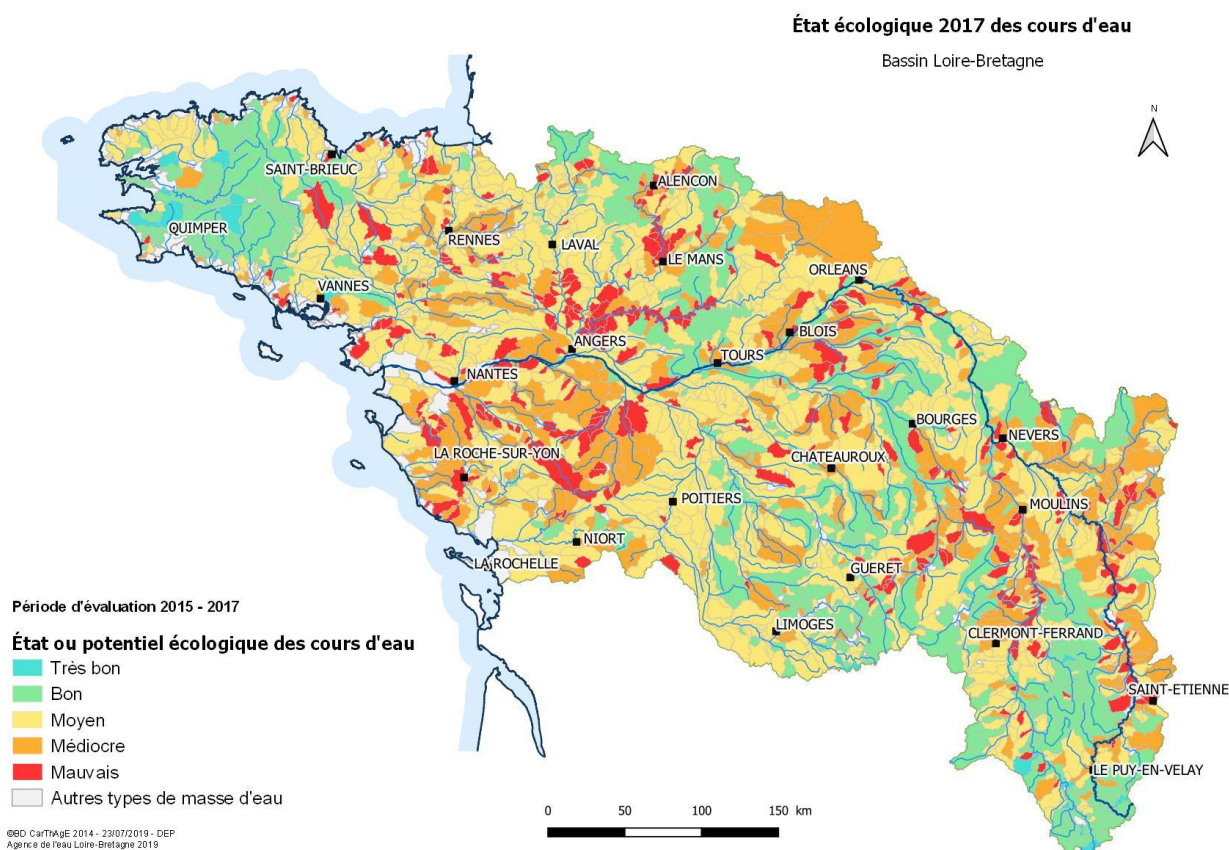 État écologique 2017 des cours d'eau
Bassin Loire-Bretagne
N
SAINT-BRIEUC
ALENCON
QUIMPER
RENNES
LAVAL
LE MANS
ORLEANS
VANNES
BLOIS
ANGERS
TOURS
NANTES
BOURGES
NEVERS
LA ROCHE-SUR-YON
CHATEAUROUX
POITIERS
MOULINS
NIORT
LA ROCHELLE
GUERET
LIMOGES
CLERMONT-FERRAND
SAINT-ETIENNE
LE PUY-EN-VELAY
Période d'évaluation 2015 - 2017
État ou potentiel écologique des cours d'eau
Très bon
Bon
Moyen
Médiocre
Mauvais
Autres types de masse d'eau
0 50 100 150 km
©BD CarThAgE 2014 - 23/07/2019 - DEP
Agence de l'eau Loire-Bretagne 2019